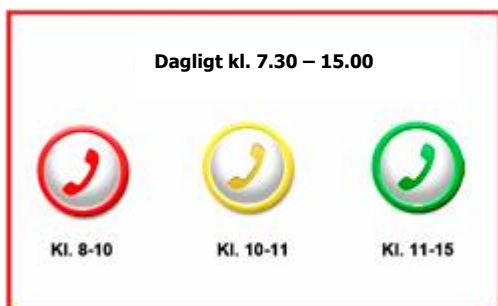 Dagligt kl. 7.30 – 15.00
Kl. 8-10
Kl. 10-11
Kl. 11-15